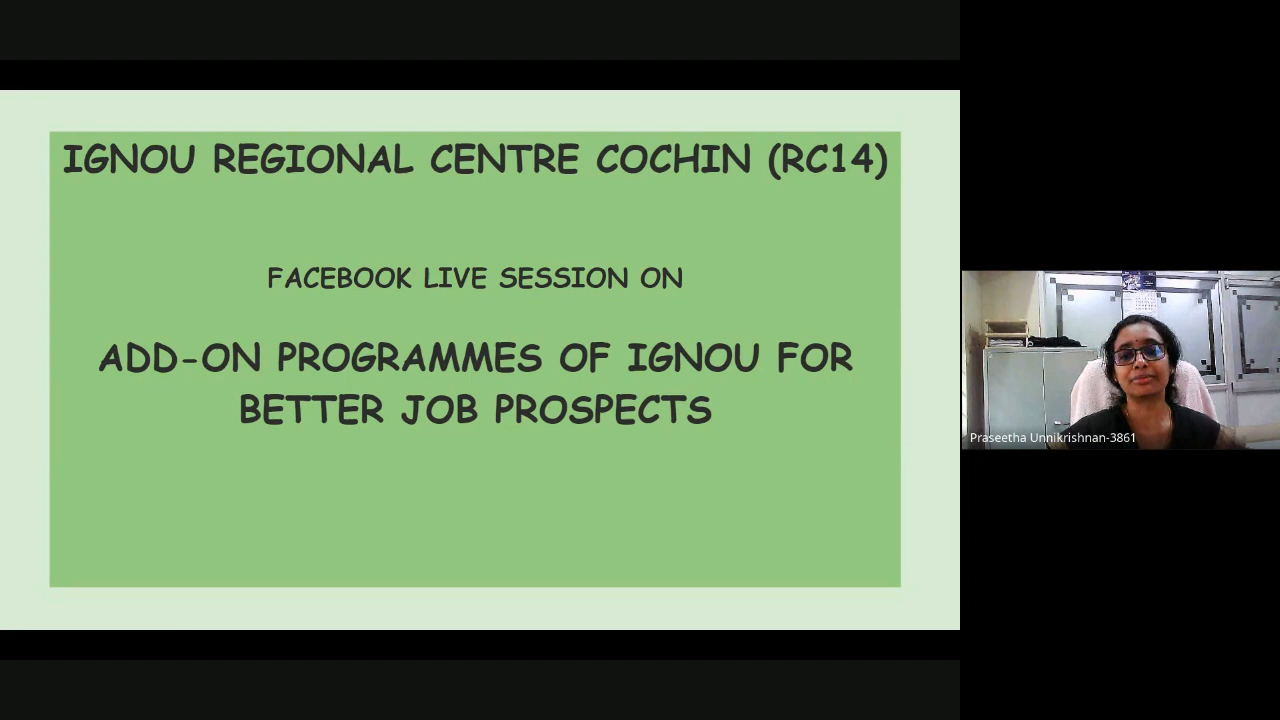 IGNOU REGIONAL CENTRE COCHIN (RC14)
FACEBOOK LIVE SESSION ON
ADD-ON PROGRAMMES OF IGNOU FOR
BETTER JOB PROSPECTS
Praseetha Unnikrishnan-3861